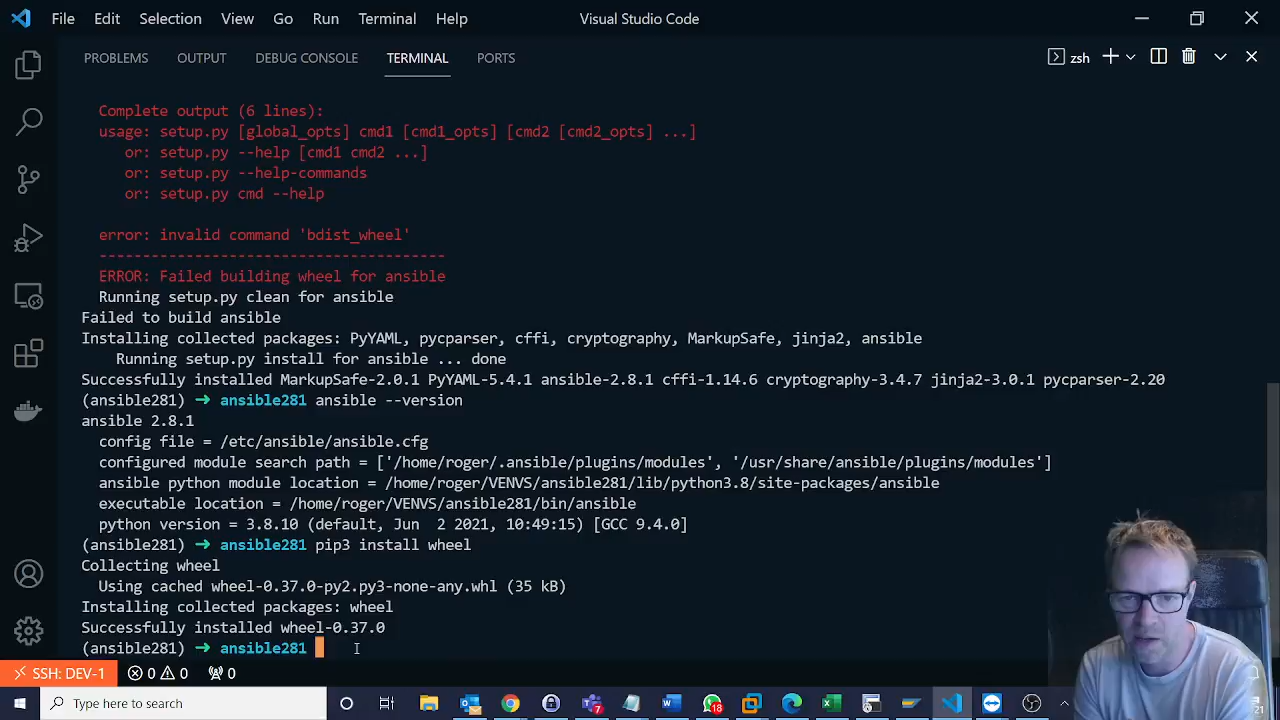 File Edit Selection View Go Run Terminal Help Visual Studio Code
PROBLEMS OUTPUT DEBUG CONSOLE TERMINAL PORTS zsh
Complete output (6 lines):
usage: setup.py [global_opts] cmd1 [cmd1_opts] [cmd2 [cmd2_opts] ...]
or: setup.py --help [cmd1 cmd2 ...]
or: setup.py --help-commands
or: setup.py cmd --help
error: invalid command 'bdist_wheel'
----------------------------------------
ERROR: Failed building wheel for ansible
Running setup.py clean for ansible
Failed to build ansible
Installing collected packages: PyYAML, pycparser, cffi, cryptography, MarkupSafe, jinja2, ansible
Running setup.py install for ansible ... done
Successfully installed MarkupSafe-2.0.1 PyYAML-5.4.1 ansible-2.8.1 cffi-1.14.6 cryptography-3.4.7 jinja2-3.0.1 pycparser-2.20
(ansible281) → ansible281 ansible --version
ansible 2.8.1
config file = /etc/ansible/ansible.cfg
configured module search path = ['/home/roger/.ansible/plugins/modules', '/usr/share/ansible/plugins/modules']
ansible python module location = /home/roger/VENVS/ansible281/lib/python3.8/site-packages/ansible
executable location = /home/roger/VENVS/ansible281/bin/ansible
python version = 3.8.10 (default, Jun  2 2021, 10:49:15) [GCC 9.4.0]
(ansible281) → ansible281 pip3 install wheel
Collecting wheel
Using cached wheel-0.37.0-py2.py3-none-any.whl (35 kB)
Installing collected packages: wheel
Successfully installed wheel-0.37.0
(ansible281) → ansible281
SSH: DEV-1 0 0 0
Type here to search 7 18 21